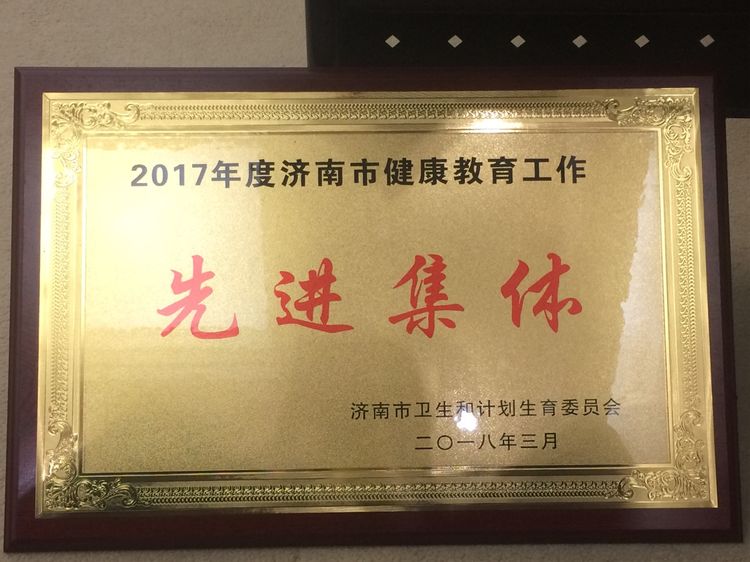 2017年度济南市健康教育工作
先进集体
济南市卫生和计划生育委员会
二〇一八年三月